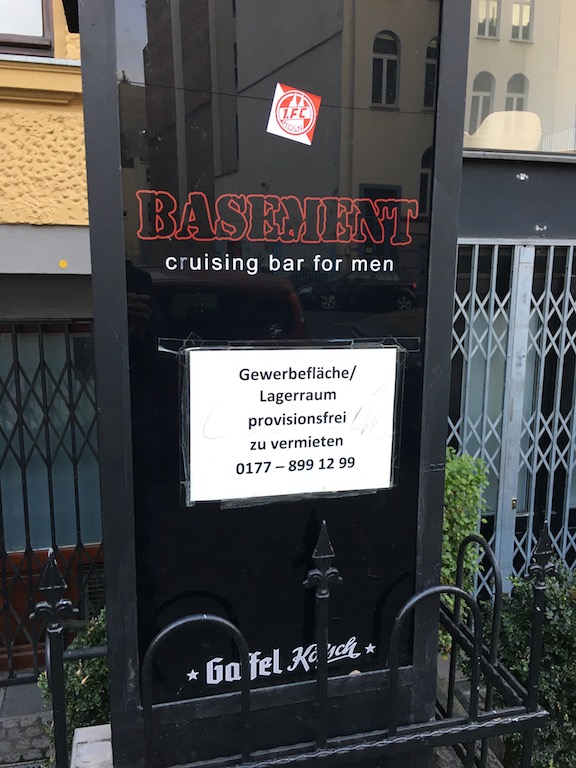 1.FC
KÖLN
BASEMENT
cruising bar for men
Gewerbefläche/
Lagerraum
provisionsfrei
zu vermieten
0177 – 899 12 99
Gaffel Kölsch